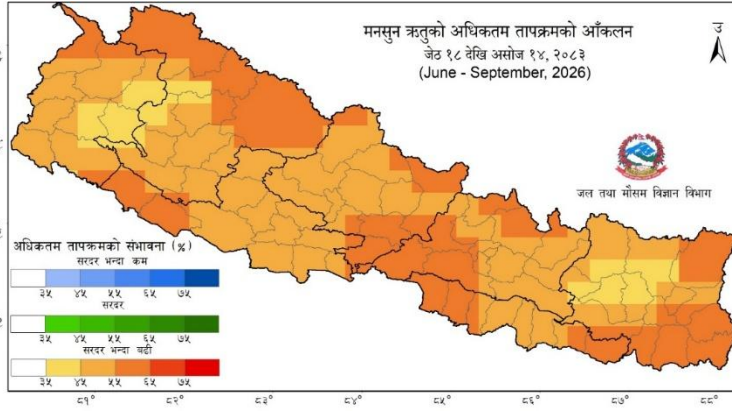 मनसुन ऋतुको अधिकतम तापक्रमको आँकलन
जेठ १८ देखि असोज १४, २०८३
(June - September, 2026)
उ
जल तथा मौसम विज्ञान विभाग
अधिकतम तापक्रमको संभावना (%)
सरदर भन्दा कम
३५ ४५ ५५ ६५ ७५
सरदर
३५ ४५ ५५ ६५ ७५
सरदर भन्दा बढी
३५ ४५ ५५ ६५ ७५
८१° ८२° ८३° ८४° ८५° ८६° ८७° ८८°